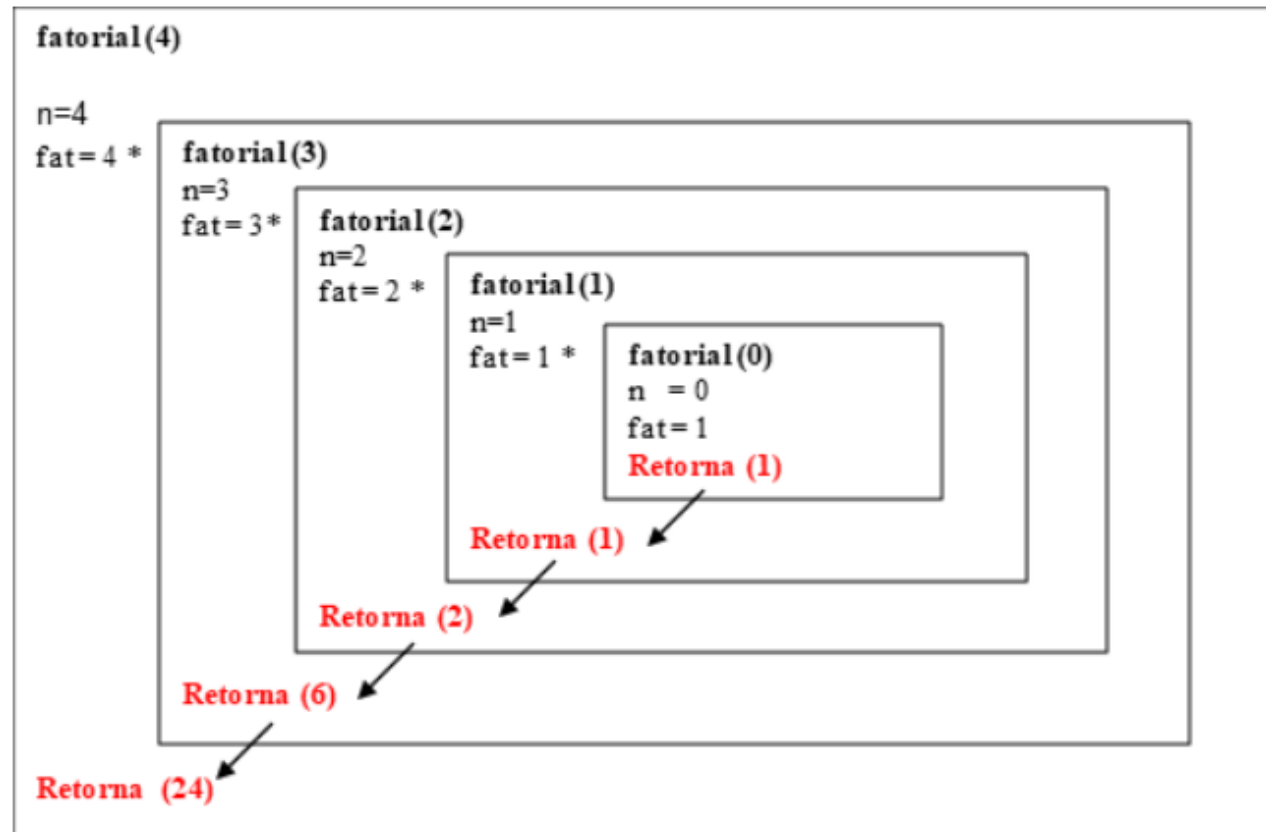 fatorial(4)
n=4
fat= 4 *
fatorial(3)
n=3
fat= 3 *
fatorial(2)
n=2
fat= 2 *
fatorial(1)
n=1
fat= 1 *
fatorial(0)
n = 0
fat= 1
Retorna (1)
Retorna (1)
Retorna (2)
Retorna (6)
Retorna (24)